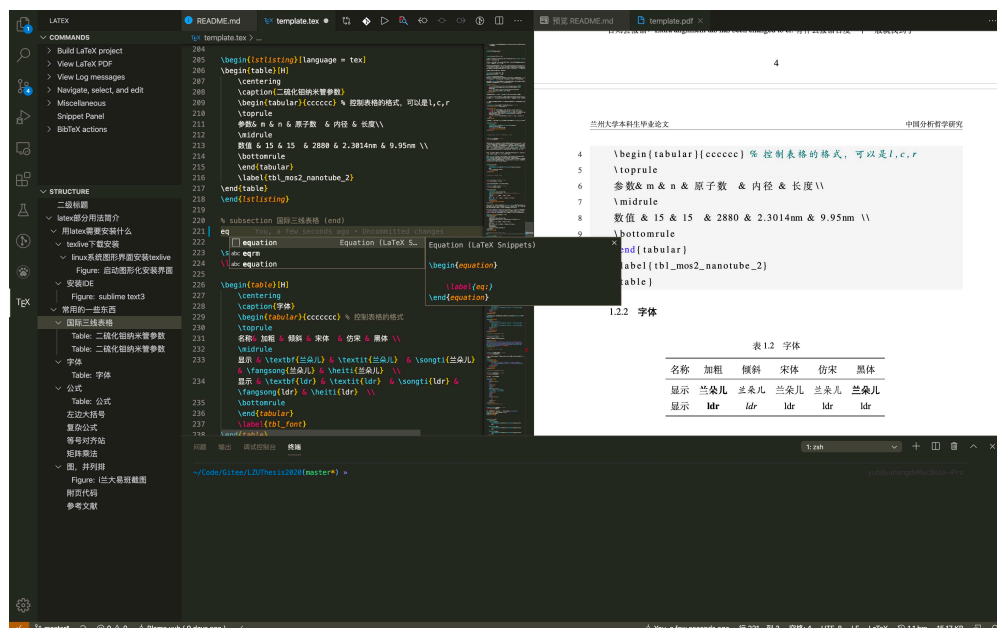 LATEX
COMMANDS
Build LaTeX project
View LaTeX PDF
View Log messages
Navigate, select, and edit
Miscellaneous
Snippet Panel
BibTeX actions
STRUCTURE
二级标题
latex部分用法简介
用latex需要安装什么
texlive下载安装
linux系统图形界面安装texlive
Figure: 启动图形化安装界面
安装IDE
Figure: sublime text3
常用的一些东西
国际三线表格
Table: 二硫化钼纳米管参数
Table: 二硫化钼纳米管参数
字体
Table: 字体
公式
Table: 公式
左边大括号
复杂公式
等号对齐站
矩阵乘法
图，并列排
Figure: i兰大易班截图
附页代码
参考文献
README.md
template.tex
template.tex > ...
204
205 \begin{lstlisting}[language = tex]
206 \begin{table}[H]
207 \centering
208 \caption{二硫化钼纳米管参数}
209 \begin{tabular}{cccccc} % 控制表格的格式，可以是l,c,r
210 \toprule
211 参数& m & n & 原子数 & 内径 & 长度\\
212 \midrule
213 数值 & 15 & 15 & 2880 & 2.3014nm & 9.95nm \\
214 \bottomrule
215 \end{tabular}
216 \label{tbl_mos2_nanotube_2}
217 \end{table}
218 \end{lstlisting}
219
220 % subsection 国际三线表格 (end)
221 eq You, a few seconds ago • Uncommitted changes
222
223 \s
224 \l
225
226 \begin{table}[H]
227 \centering
228 \caption{字体}
229 \begin{tabular}{ccccccc} % 控制表格的格式
230 \toprule
231 名称& 加粗 & 倾斜 & 宋体 & 仿宋 & 黑体 \\
232 \midrule
233 显示 & \textbf{兰朵儿} & \textit{兰朵儿} & \songti{兰朵儿}
& \fangsong{兰朵儿} & \heiti{兰朵儿} \\
234 显示 & \textbf{ldr} & \textit{ldr} & \songti{ldr} &
\fangsong{ldr} & \heiti{ldr} \\
235 \bottomrule
236 \end{tabular}
237 \label{tbl_font}
238 \end{table}
equation Equation (LaTeX S…
abc eqrm
abc equation
Equation (LaTeX Snippets)
\begin{equation}
\label{eq:}
\end{equation}
预览 README.md
template.pdf
4
兰州大学本科生毕业论文 中国分析哲学研究
4 \begin{tabular}{cccccc} % 控制表格的格式，可以是l,c,r
5 \toprule
6 参数& m & n & 原子数 & 内径 & 长度\\
7 \midrule
8 数值 & 15 & 15 & 2880 & 2.3014nm & 9.95nm \\
9 \bottomrule
end{tabular}
label{tbl_mos2_nanotube_2}
table}
1.2.2 字体
表 1.2 字体
名称 加粗 倾斜 宋体 仿宋 黑体
显示 兰朵儿 兰朵儿 兰朵儿 兰朵儿 兰朵儿
显示 ldr ldr ldr ldr ldr
问题 输出 调试控制台 终端
1: zsh
~/Code/Gitee/LZUThesis2020(master*) »